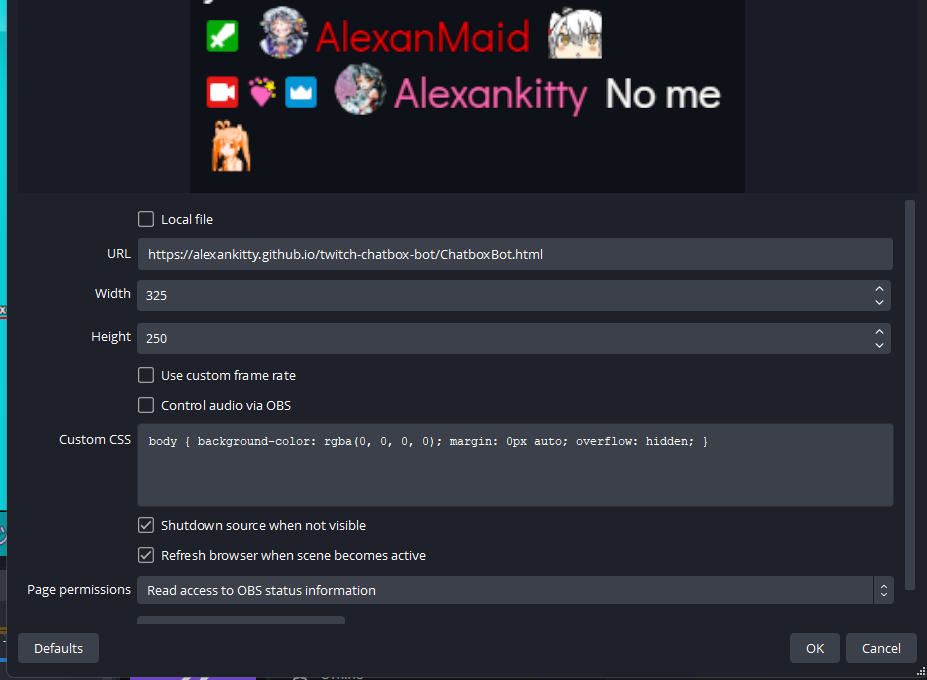 AlexanMaid
Alexankitty No me
Local file
URL https://alexankitty.github.io/twitch-chatbox-bot/ChatboxBot.html
Width 325
Height 250
Use custom frame rate
Control audio via OBS
Custom CSS body { background-color: rgba(0, 0, 0, 0); margin: 0px auto; overflow: hidden; }
Shutdown source when not visible
Refresh browser when scene becomes active
Page permissions Read access to OBS status information
Defaults OK Cancel